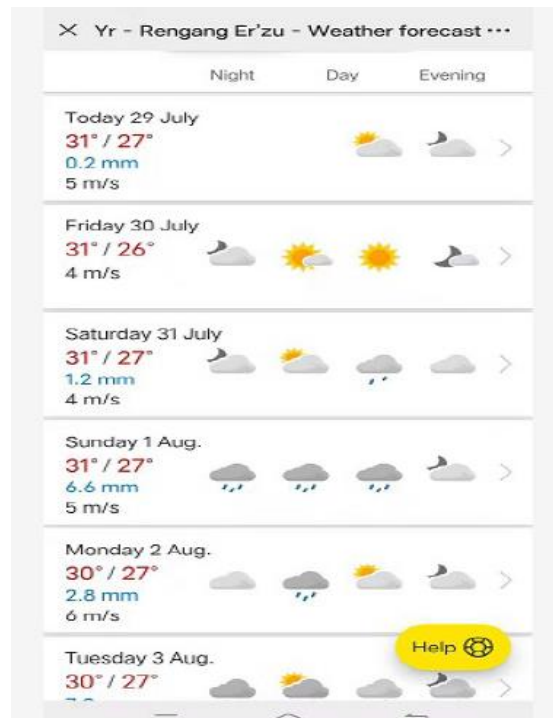 Yr - Rengang Er'zu - Weather forecast ...
Night Day Evening
Today 29 July
31° / 27°
0.2 mm
5 m/s
Friday 30 July
31° / 26°
4 m/s
Saturday 31 July
31° / 27°
1.2 mm
4 m/s
Sunday 1 Aug.
31° / 27°
6.6 mm
5 m/s
Monday 2 Aug.
30° / 27°
2.8 mm
6 m/s
Help
Tuesday 3 Aug.
30° / 27°